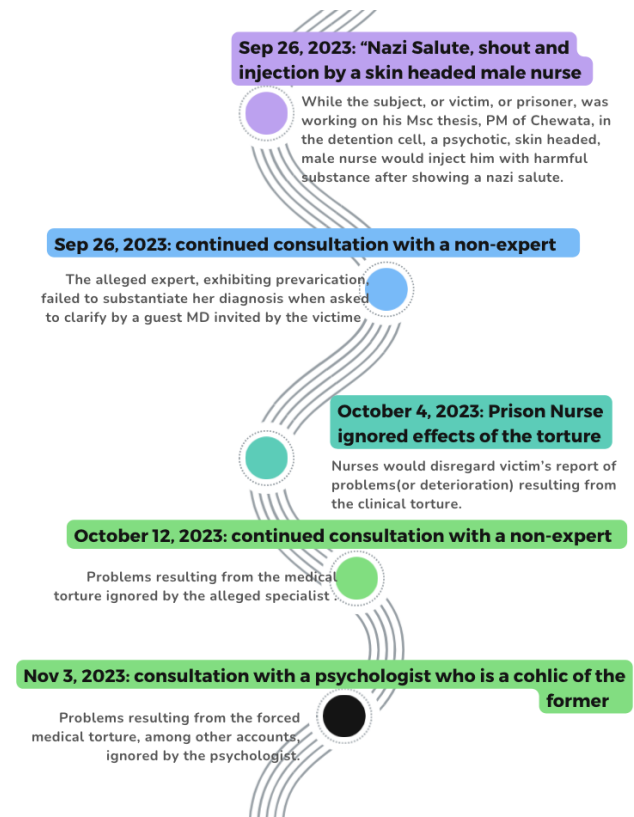 Sep 26, 2023: “Nazi Salute, shout and
injection by a skin headed male nurse
While the subject, or victim, or prisoner, was
working on his Msc thesis, PM of Chewata, in
the detention cell, a psychotic, skin headed,
male nurse would inject him with harmful
substance after showing a nazi salute.
Sep 26, 2023: continued consultation with a non-expert
The alleged expert, exhibiting prevarication,
failed to substantiate her diagnosis when asked
to clarify by a guest MD invited by the victime
October 4, 2023: Prison Nurse
ignored effects of the torture
Nurses would disregard victim’s report of
problems(or deterioration) resulting from
the clinical torture.
October 12, 2023: continued consultation with a non-expert
Problems resulting from the medical
torture ignored by the alleged specialist .
Nov 3, 2023: consultation with a psychologist who is a cohlic of the
former
Problems resulting from the forced
medical torture, among other accounts,
ignored by the psychologist.